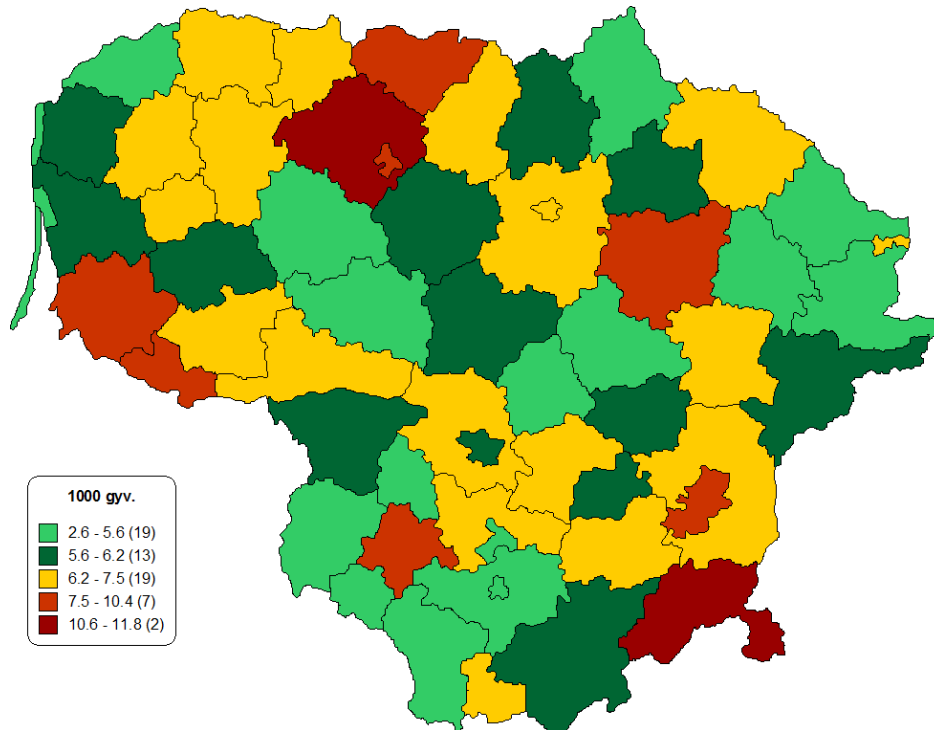 1000 gyv.
2.6 - 5.6 (19)
5.6 - 6.2 (13)
6.2 - 7.5 (19)
7.5 - 10.4 (7)
10.6 - 11.8 (2)